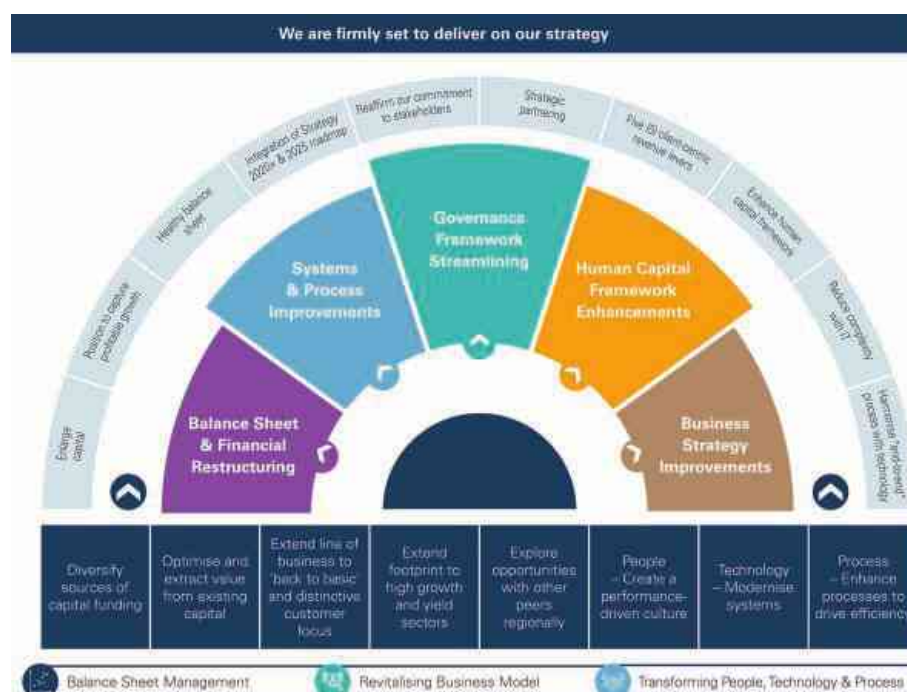 We are firmly set to deliver on our strategy
Enlarge
capital
Position to capture
profitable growth
Healthy balance
sheet
Integration of Strategy
2020x & 2025 roadmap
Reaffirm our commitment
to stakeholders
Strategic
partnering
Five (5) client-centric
revenue levers
Enhance human
capital framework
Reduce complexity
with IT
Harmonise "end-to-end"
process with technology
Balance Sheet
& Financial
Restructuring
Systems
& Process
Improvements
Governance
Framework
Streamlining
Human Capital
Framework
Enhancements
Business
Strategy
Improvements
Diversify
sources of
capital funding
Optimise and
extract value
from existing
capital
Extend line of
business to
'back to basic'
and distinctive
customer
focus
Extend
footprint to
high growth
and yield
sectors
Explore
opportunities
with other
peers
regionally
People
– Create a
performance-
driven culture
Technology
– Modernise
systems
Process
– Enhance
processes to
drive efficiency
Balance Sheet Management
Revitalising Business Model
Transforming People, Technology & Process